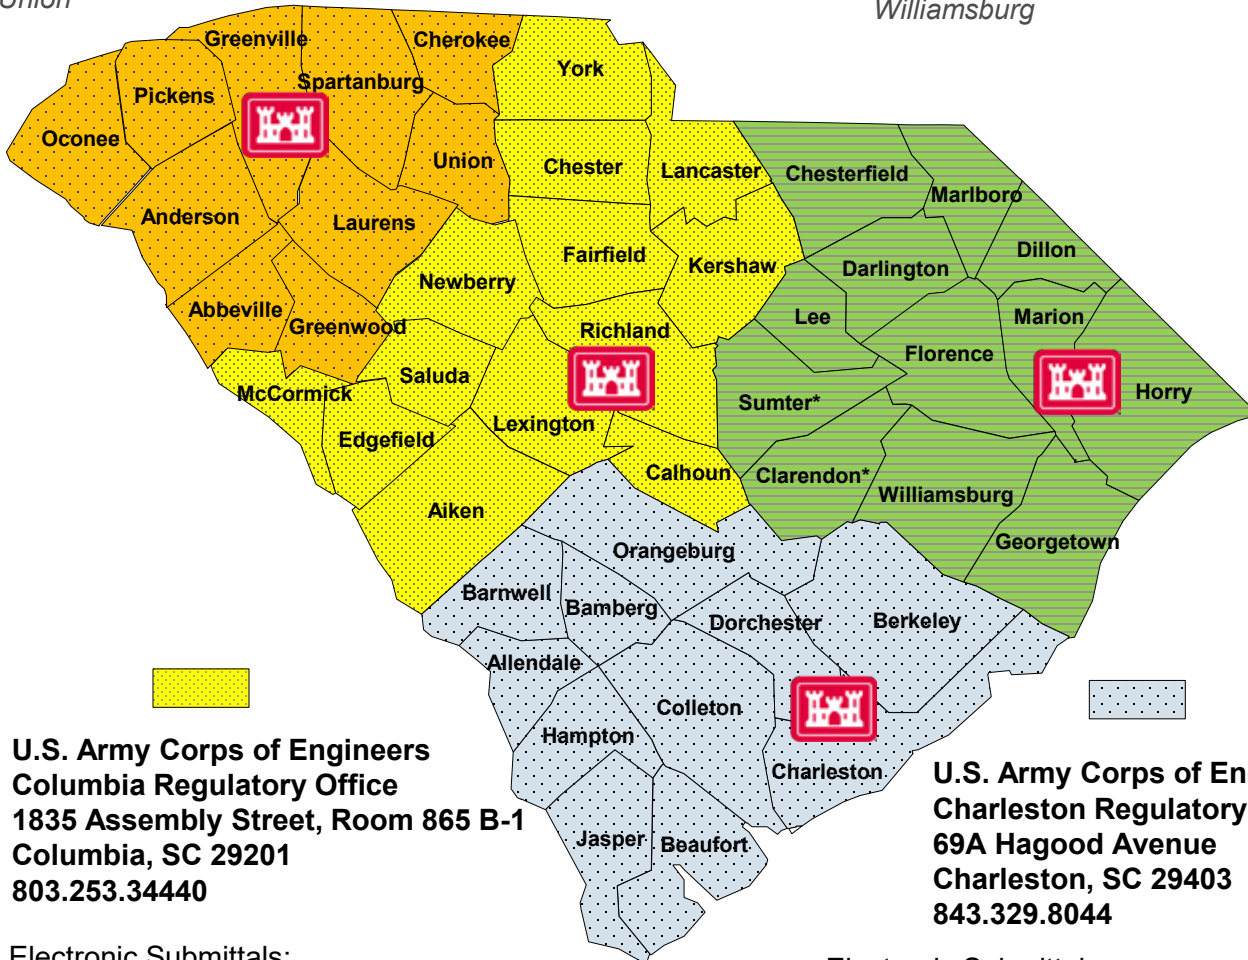 Union
Williamsburg
Greenville
Cherokee
York
Spartanburg
Pickens
Oconee
Union
Chester
Lancaster
Chesterfield
Marlboro
Anderson
Laurens
Dillon
Fairfield
Kershaw
Darlington
Newberry
Abbeville
Greenwood
Richland
Lee
Marion
Florence
Saluda
McCormick
Horry
Sumter*
Lexington
Edgefield
Calhoun
Clarendon*
Williamsburg
Aiken
Georgetown
Orangeburg
Barnwell
Bamberg
Dorchester
Berkeley
Allendale
Colleton
Hampton
Charleston
Jasper
Beaufort
U.S. Army Corps of Engineers
Columbia Regulatory Office
1835 Assembly Street, Room 865 B-1
Columbia, SC 29201
803.253.34440
Electronic Submittals:
U.S. Army Corps of En
Charleston Regulatory
69A Hagood Avenue
Charleston, SC 29403
843.329.8044
Electronic Submittal